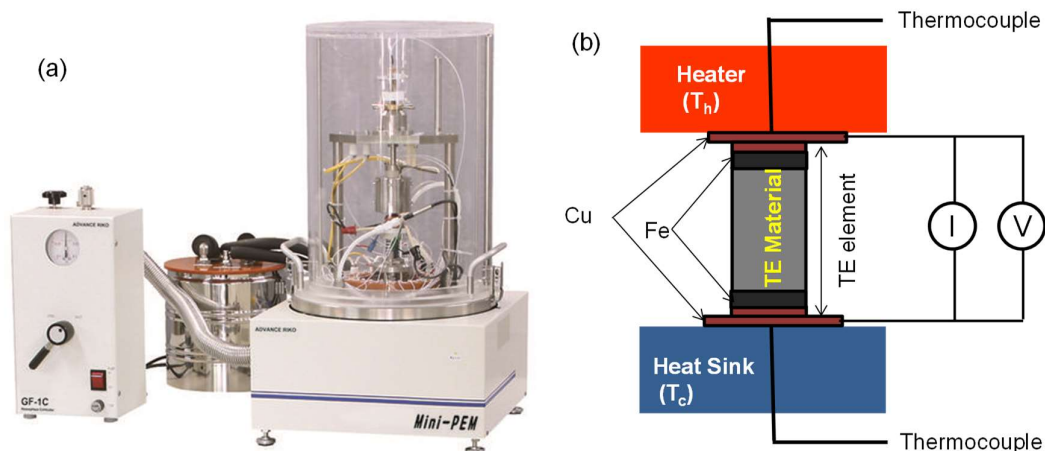 (a)
ADVANCE RIKO
GF-1C
ADVANCE RIKO
Mini-PEM
(b)
Thermocouple
Heater
(Th)
Cu
Fe
TE Material
TE element
I
V
Heat Sink
(Tc)
Thermocouple